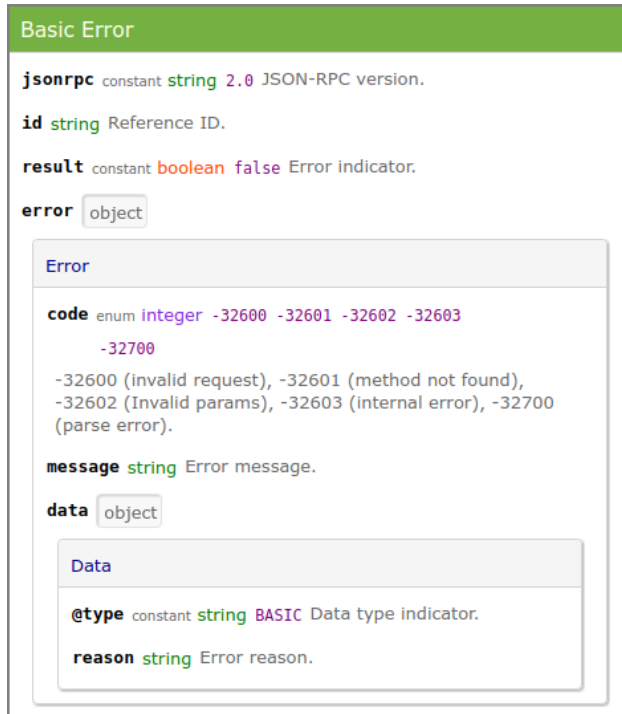 Basic Error
jsonrpc constant string 2.0 JSON-RPC version.
id string Reference ID.
result constant boolean false Error indicator.
error object
Error
code enum integer -32600 -32601 -32602 -32603
-32700
-32600 (invalid request), -32601 (method not found),
-32602 (Invalid params), -32603 (internal error), -32700
(parse error).
message string Error message.
data object
Data
@type constant string BASIC Data type indicator.
reason string Error reason.